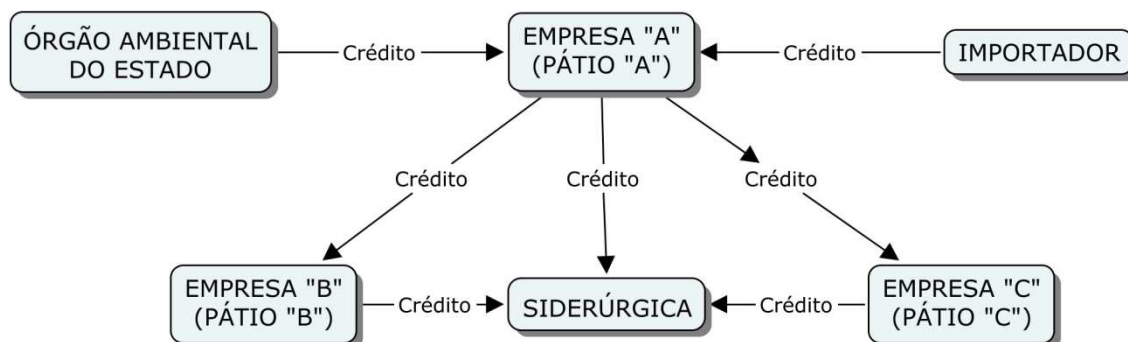 ÓRGÃO AMBIENTAL
DO ESTADO
Crédito
EMPRESA "A"
(PÁTIO "A")
Crédito
IMPORTADOR
Crédito
Crédito
Crédito
EMPRESA "B"
(PÁTIO "B")
Crédito
SIDERÚRGICA
Crédito
EMPRESA "C"
(PÁTIO "C")